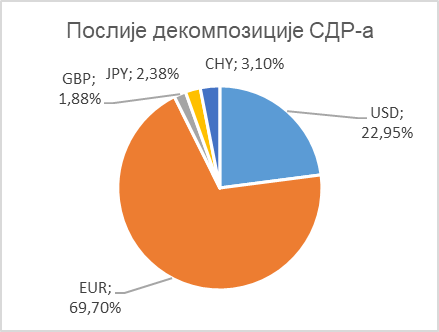 Послије декомпозиције СДР-а
GBP;
1,88%
JPY; 2,38%
CHY; 3,10%
USD;
22,95%
EUR;
69,70%